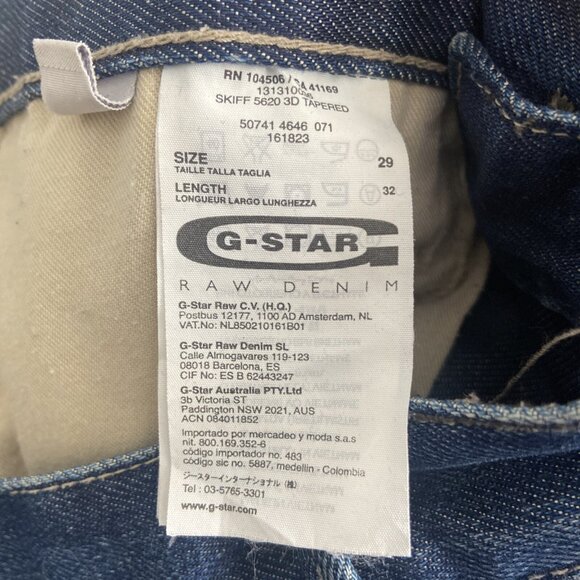 RN 104506 / CA 41169
131310036
SKIFF 5620 3D TAPERED
50741 4646 071
161823
SIZE 29
TAILLE TALLA TAGLIA
LENGTH 32
LONGUEUR LARGO LUNGHEZZA
G-STAR
RAW DENIM
G-Star Raw C.V. (H.Q.)
Postbus 12177, 1100 AD Amsterdam, NL
VAT.No: NL850210161B01
G-Star Raw Denim SL
Calle Almogavares 119-123
08018 Barcelona, ES
CIF No: ES B 62443247
G-Star Australia PTY.Ltd
3b Victoria ST
Paddington NSW 2021, AUS
ACN 084011852
Importado por mercadeo y moda s.a.s
nit. 800.169.352-6
código importador no. 483
código sic no. 5887, medellin - Colombia
ジースターインターナショナル（株）
Tel : 03-5765-3301
www.g-star.com